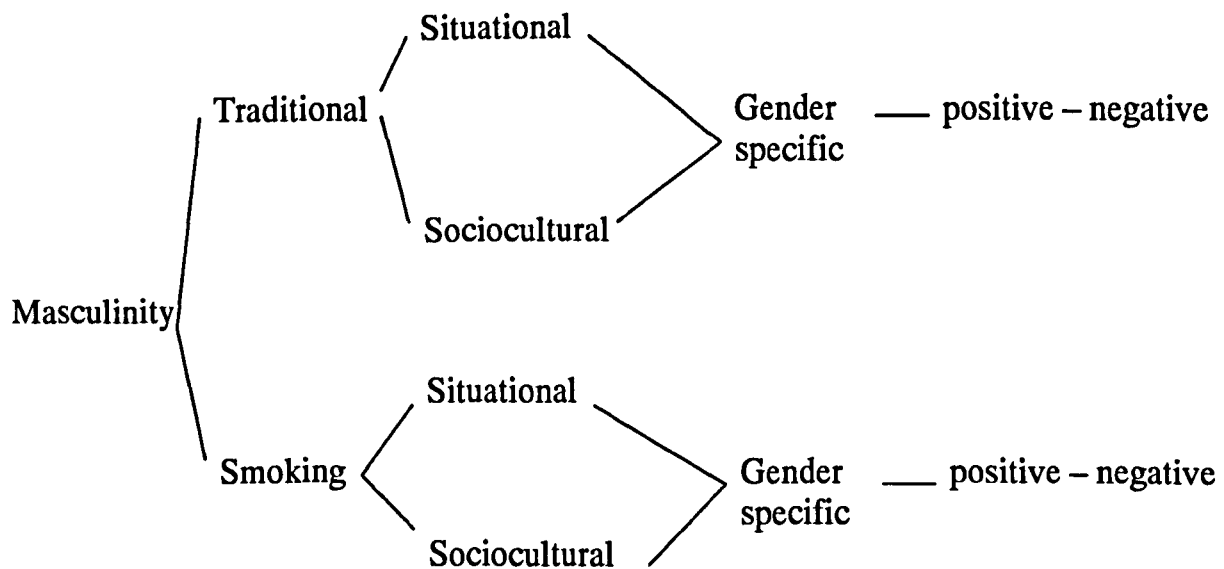 Situational
Traditional
Gender specific — positive – negative
Sociocultural
Masculinity
Situational
Smoking
Gender specific — positive – negative
Sociocultural